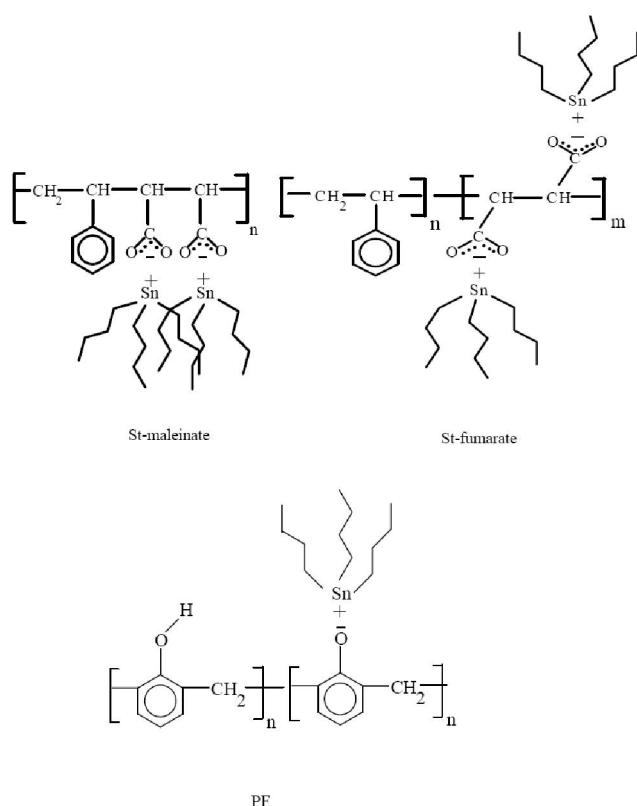 Sn
+
−
O O
C
CH2 CH CH CH
n
C C
O O O O
− −
+ +
Sn Sn
CH2 CH
n
CH CH
m
C
O O
−
+
Sn
St-maleinate
St-fumarate
Sn
+
−
H
O
O
CH2
n
CH2
n
PF